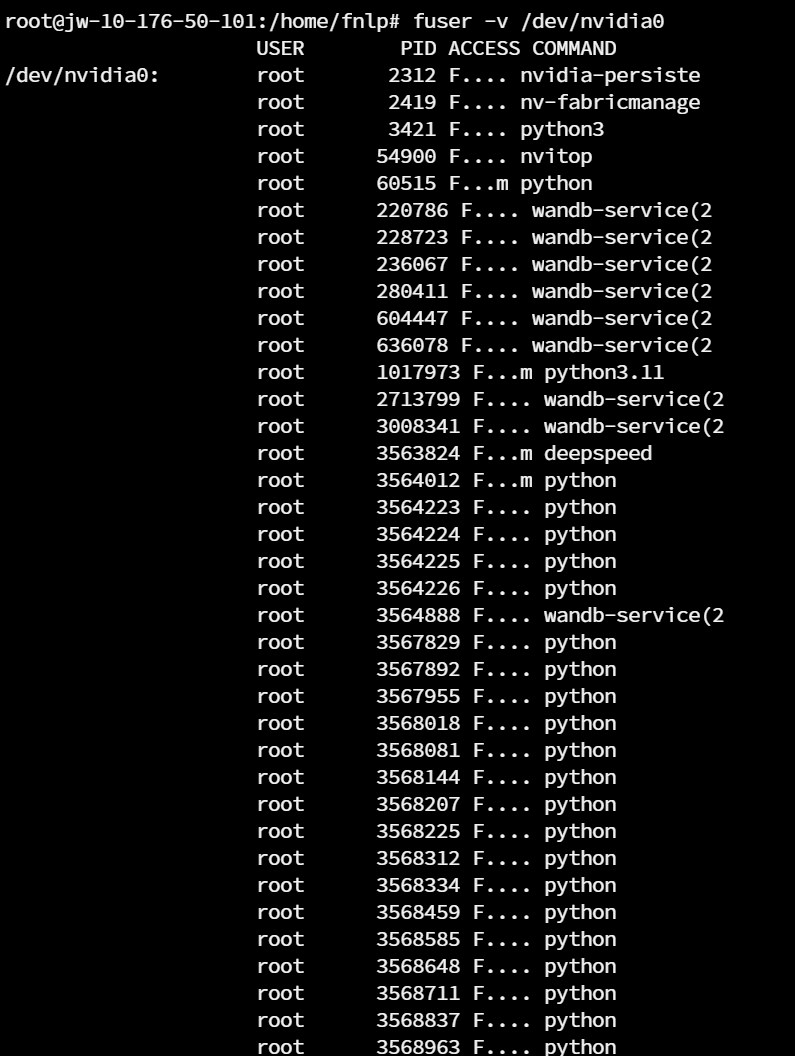 root@jw-10-176-50-101:/home/fnlp# fuser -v /dev/nvidia0
                     USER        PID ACCESS COMMAND
/dev/nvidia0:        root       2312 F.... nvidia-persiste
                     root       2419 F.... nv-fabricmanage
                     root       3421 F.... python3
                     root      54900 F.... nvitop
                     root      60515 F...m python
                     root      220786 F.... wandb-service(2
                     root      228723 F.... wandb-service(2
                     root      236067 F.... wandb-service(2
                     root      280411 F.... wandb-service(2
                     root      604447 F.... wandb-service(2
                     root      636078 F.... wandb-service(2
                     root      1017973 F...m python3.11
                     root      2713799 F.... wandb-service(2
                     root      3008341 F.... wandb-service(2
                     root      3563824 F...m deepspeed
                     root      3564012 F...m python
                     root      3564223 F.... python
                     root      3564224 F.... python
                     root      3564225 F.... python
                     root      3564226 F.... python
                     root      3564888 F.... wandb-service(2
                     root      3567829 F.... python
                     root      3567892 F.... python
                     root      3567955 F.... python
                     root      3568018 F.... python
                     root      3568081 F.... python
                     root      3568144 F.... python
                     root      3568207 F.... python
                     root      3568225 F.... python
                     root      3568312 F.... python
                     root      3568334 F.... python
                     root      3568459 F.... python
                     root      3568585 F.... python
                     root      3568648 F.... python
                     root      3568711 F.... python
                     root      3568837 F.... python
                     root      3568963 F.... python